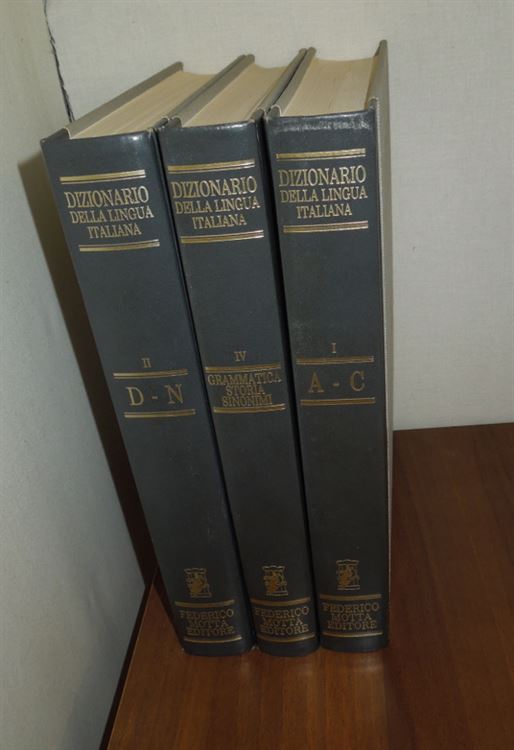 DIZIONARIO
DELLA LINGUA
ITALIANA
II
D - N
FEDERICO
MOTTA
EDITORE
DIZIONARIO
DELLA LINGUA
ITALIANA
IV
GRAMMATICA
STORIA
SINONIMI
FEDERICO
MOTTA
EDITORE
DIZIONARIO
DELLA LINGUA
ITALIANA
I
A - C
FEDERICO
MOTTA
EDITORE